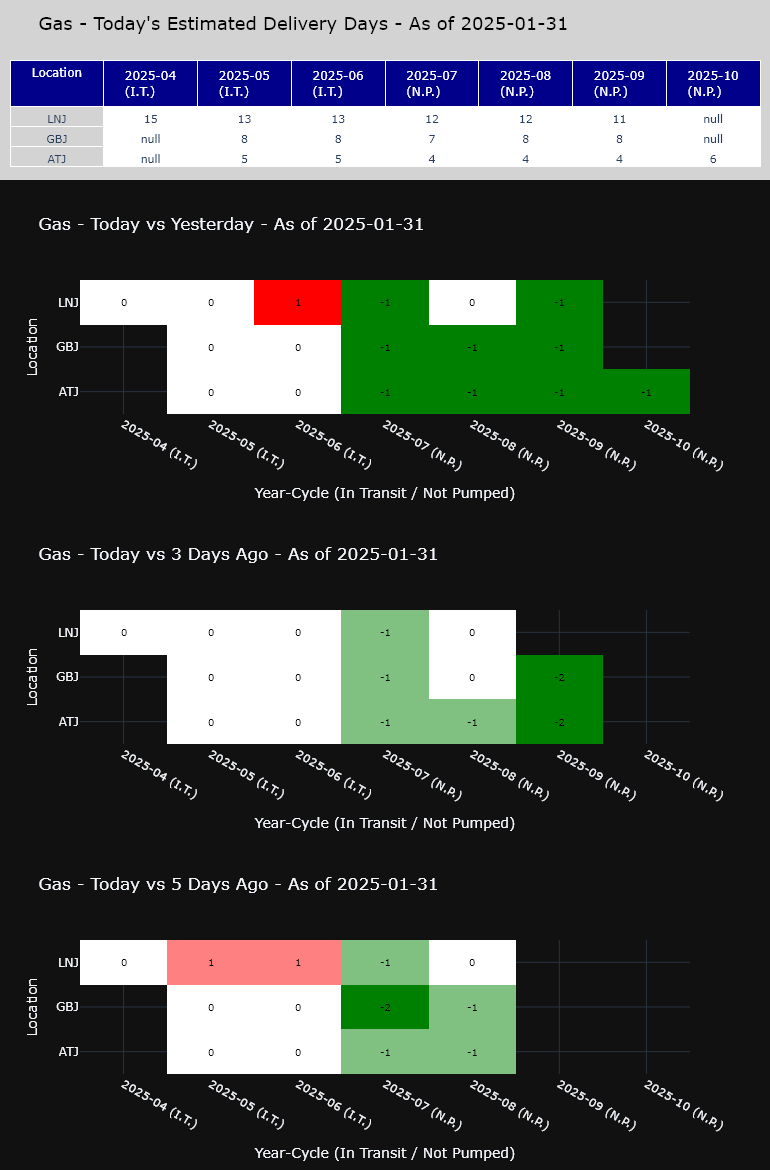 Gas - Today's Estimated Delivery Days - As of 2025-01-31
Location 2025-04 (I.T.) 2025-05 (I.T.) 2025-06 (I.T.) 2025-07 (N.P.) 2025-08 (N.P.) 2025-09 (N.P.) 2025-10 (N.P.)
LNJ 15 13 13 12 12 11 null
GBJ null 8 8 7 8 8 null
ATJ null 5 5 4 4 4 6
Gas - Today vs Yesterday - As of 2025-01-31
Location
LNJ 0 0 1 -1 0 -1
GBJ 0 0 -1 -1 -1
ATJ 0 0 -1 -1 -1 -1
2025-04 (I.T.) 2025-05 (I.T.) 2025-06 (I.T.) 2025-07 (N.P.) 2025-08 (N.P.) 2025-09 (N.P.) 2025-10 (N.P.)
Year-Cycle (In Transit / Not Pumped)
Gas - Today vs 3 Days Ago - As of 2025-01-31
Location
LNJ 0 0 0 -1 0
GBJ 0 0 -1 0 -2
ATJ 0 0 -1 -1 -2
2025-04 (I.T.) 2025-05 (I.T.) 2025-06 (I.T.) 2025-07 (N.P.) 2025-08 (N.P.) 2025-09 (N.P.) 2025-10 (N.P.)
Year-Cycle (In Transit / Not Pumped)
Gas - Today vs 5 Days Ago - As of 2025-01-31
Location
LNJ 0 1 1 -1 0
GBJ 0 0 -2 -1
ATJ 0 0 -1 -1
2025-04 (I.T.) 2025-05 (I.T.) 2025-06 (I.T.) 2025-07 (N.P.) 2025-08 (N.P.) 2025-09 (N.P.) 2025-10 (N.P.)
Year-Cycle (In Transit / Not Pumped)